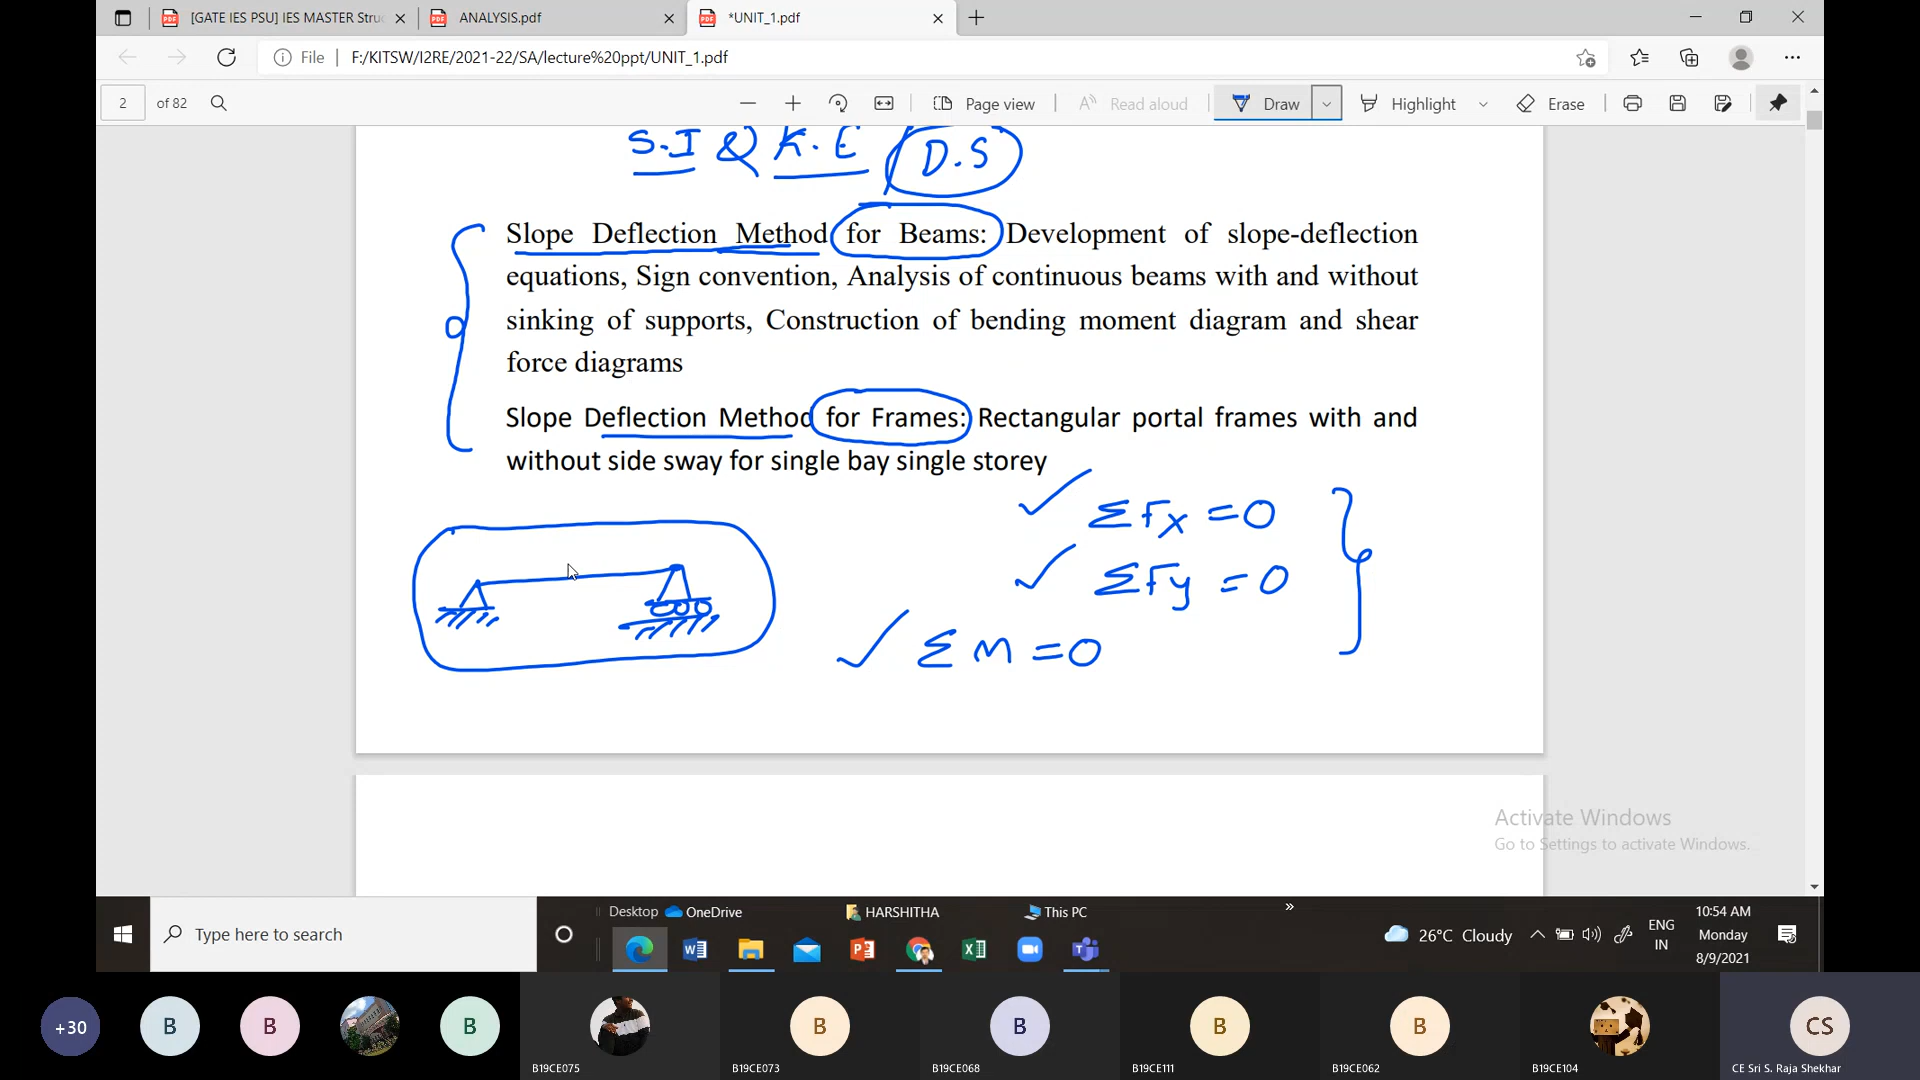 [GATE IES PSU] IES MASTER Struc
ANALYSIS.pdf
*UNIT_1.pdf
File
F:/KITSW/I2RE/2021-22/SA/lecture%20ppt/UNIT_1.pdf
2 of 82
Page view
Read aloud
Draw
Highlight
Erase
S.I & K.E D.S
Slope Deflection Method for Beams: Development of slope-deflection
equations, Sign convention, Analysis of continuous beams with and without
sinking of supports, Construction of bending moment diagram and shear
force diagrams
Slope Deflection Method for Frames: Rectangular portal frames with and
without side sway for single bay single storey
ΣFx =0
ΣFy =0
ΣM =0
Activate Windows
Go to Settings to activate Windows.
Type here to search
Desktop
OneDrive
HARSHITHA
This PC
»
26°C Cloudy
ENG
IN
10:54 AM
Monday
8/9/2021
+30
B
B
B
B
B
B
B
CS
B19CE075
B19CE073
B19CE068
B19CE111
B19CE062
B19CE104
CE Sri S. Raja Shekhar